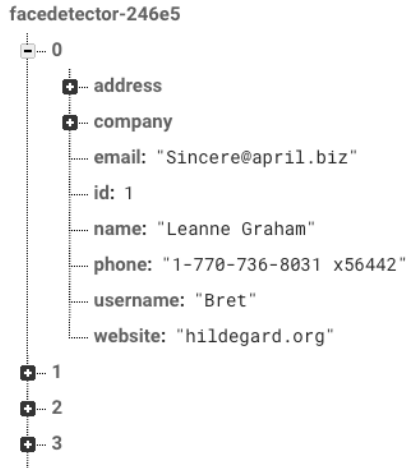 facedetector-246e5
0
address
company
email: "Sincere@april.biz"
id: 1
name: "Leanne Graham"
phone: "1-770-736-8031 x56442"
username: "Bret"
website: "hildegard.org"
1
2
3